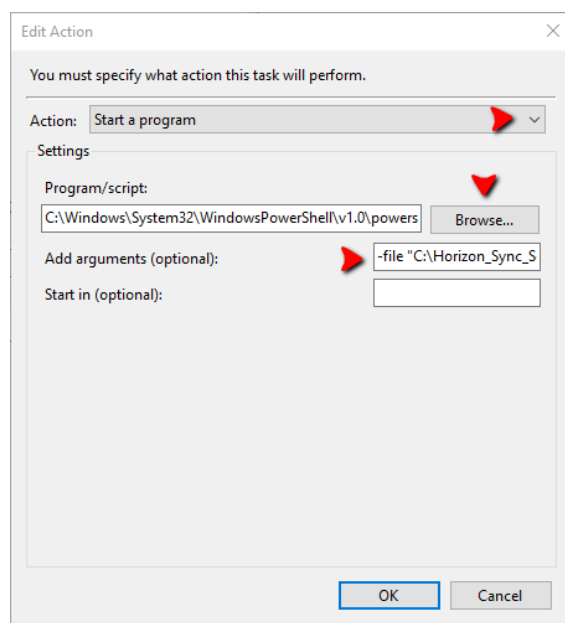 Edit Action
You must specify what action this task will perform.
Action: Start a program
Settings
Program/script:
C:\Windows\System32\WindowsPowerShell\v1.0\powers Browse...
Add arguments (optional): -file "C:\Horizon_Sync_S
Start in (optional):
OK Cancel